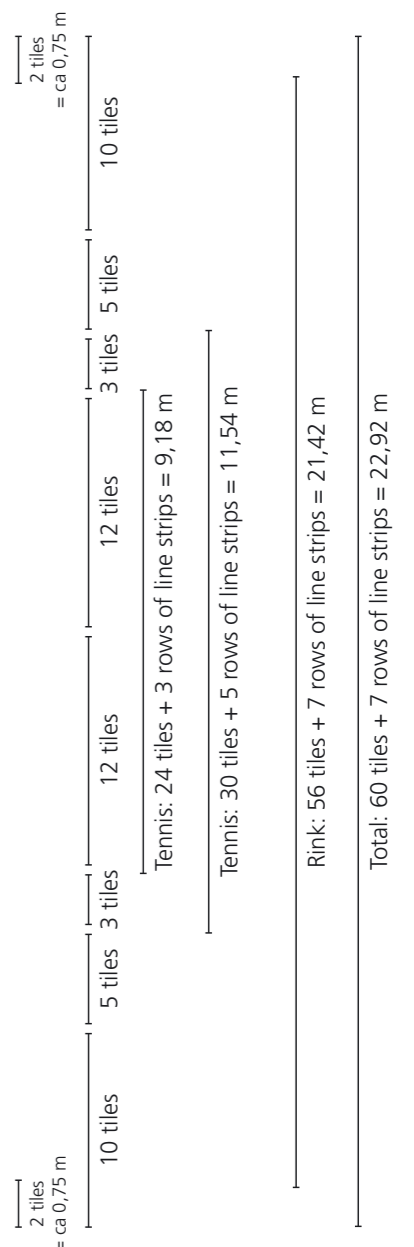 2 tiles
= ca 0,75 m
2 tiles
= ca 0,75 m
10 tiles
5 tiles
3 tiles
12 tiles
12 tiles
3 tiles
5 tiles
10 tiles
Tennis: 24 tiles + 3 rows of line strips = 9,18 m
Tennis: 30 tiles + 5 rows of line strips = 11,54 m
Rink: 56 tiles + 7 rows of line strips = 21,42 m
Total: 60 tiles + 7 rows of line strips = 22,92 m